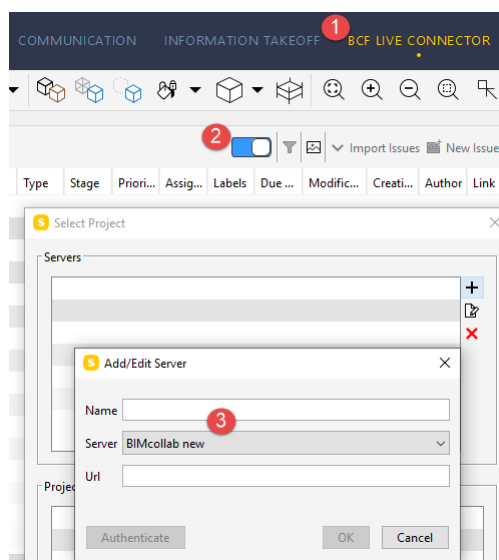 COMMUNICATION INFORMATION TAKEOFF 1 BCF LIVE CONNECTOR
2 Import Issues New Issue
Type Stage Priori... Assig... Labels Due ... Modific... Creati... Author Link
S Select Project
Servers
S Add/Edit Server
Name
3
Server BIMcollab new
Url
Projec
Authenticate OK Cancel